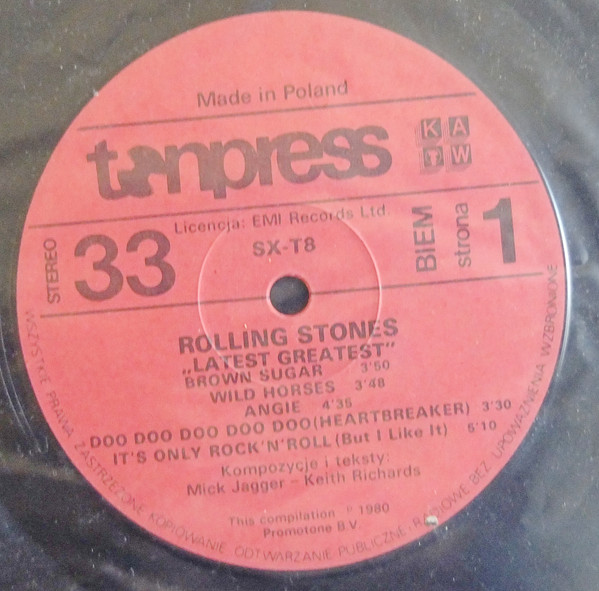 Made in Poland
tonpress
K A W
Licencja: EMI Records Ltd.
STEREO 33
SX-T8
BIEM
strona 1
ROLLING STONES
„LATEST GREATEST”
BROWN SUGAR 3'50
WILD HORSES 3'48
ANGIE 4'35
DOO DOO DOO DOO DOO (HEARTBREAKER) 3'30
IT'S ONLY ROCK'N'ROLL (But I Like It) 5'10
Kompozycje i teksty:
Mick Jagger – Keith Richards
This compilation ℗ 1980
Promotone B.V.
WSZYSTKIE PRAWA ZASTRZEŻONE KOPIOWANIE ODTWARZANIE PUBLICZNE, RADIOWE BEZ UPOWAŻNIENIA WZBRONIONE